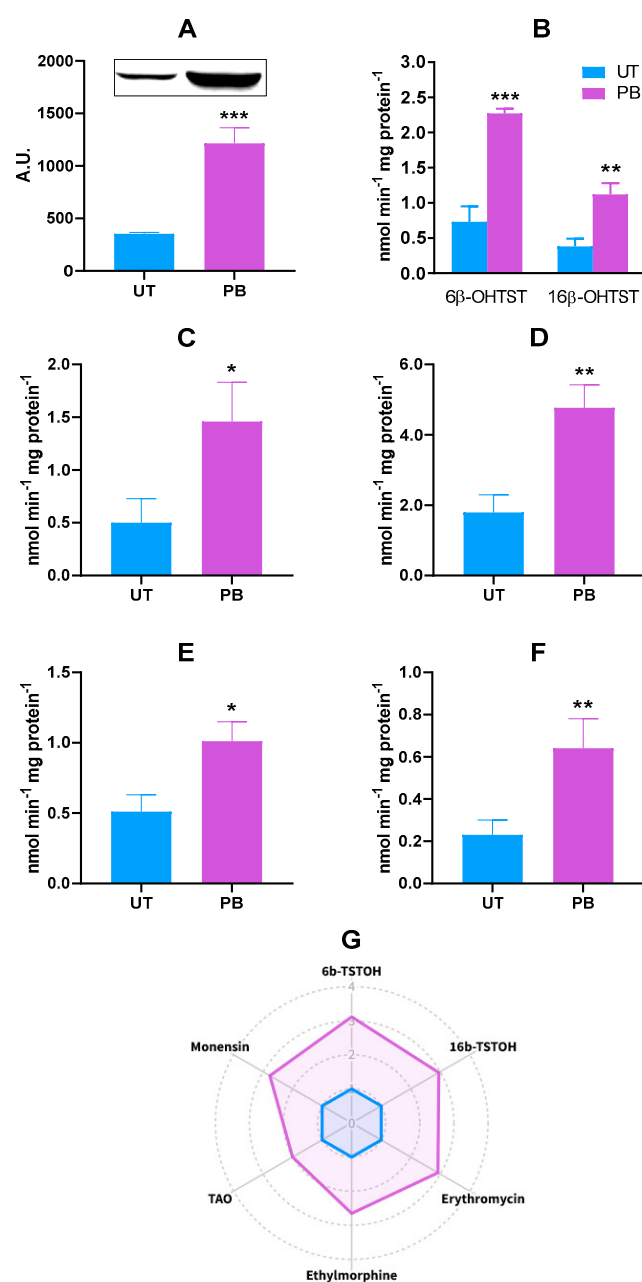 A
2000
1500
1000
500
0
A.U.
***
UT
PB
B
UT
PB
3.0
2.5
2.0
1.5
1.0
0.5
0.0
nmol min⁻¹ mg protein⁻¹
***
**
6β-OHTST
16β-OHTST
C
2.0
1.5
1.0
0.5
0.0
nmol min⁻¹ mg protein⁻¹
*
UT
PB
D
6.0
4.0
2.0
0.0
nmol min⁻¹ mg protein⁻¹
**
UT
PB
E
1.5
1.0
0.5
0.0
nmol min⁻¹ mg protein⁻¹
*
UT
PB
F
1.0
0.8
0.6
0.4
0.2
0.0
nmol min⁻¹ mg protein⁻¹
**
UT
PB
G
6b-TSTOH
4
3
2
1
0
Monensin
16b-TSTOH
TAO
Erythromycin
Ethylmorphine